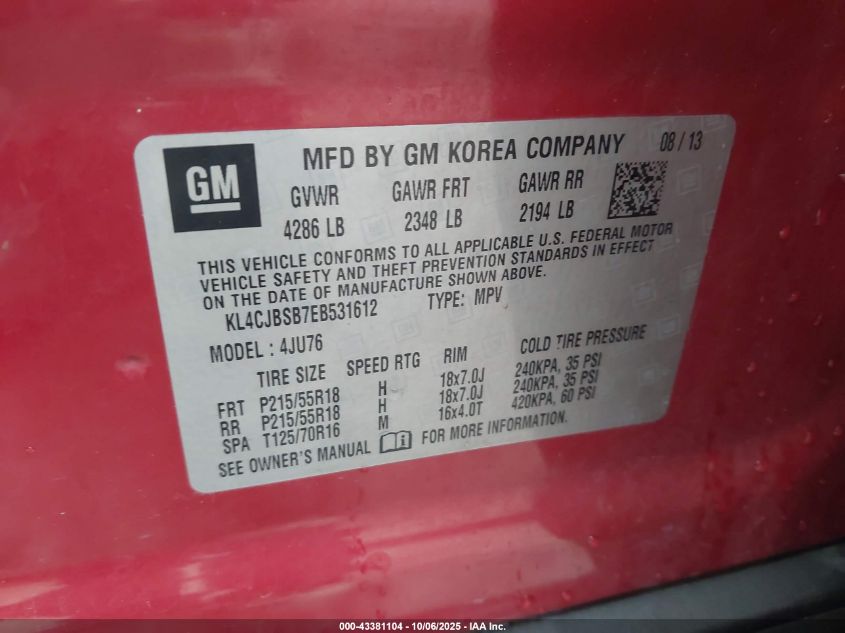 GM
MFD BY GM KOREA COMPANY 08 / 13
GVWR GAWR FRT GAWR RR
4286 LB 2348 LB 2194 LB
THIS VEHICLE CONFORMS TO ALL APPLICABLE U.S. FEDERAL MOTOR
VEHICLE SAFETY AND THEFT PREVENTION STANDARDS IN EFFECT
ON THE DATE OF MANUFACTURE SHOWN ABOVE.
KL4CJBSB7EB531612 TYPE: MPV
MODEL : 4JU76
TIRE SIZE SPEED RTG RIM COLD TIRE PRESSURE
FRT P215/55R18 H 18x7.0J 240KPA, 35 PSI
RR P215/55R18 H 18x7.0J 240KPA, 35 PSI
SPA T125/70R16 M 16x4.0T 420KPA, 60 PSI
SEE OWNER'S MANUAL FOR MORE INFORMATION.
000-43381104 - 10/06/2025 - IAA Inc.